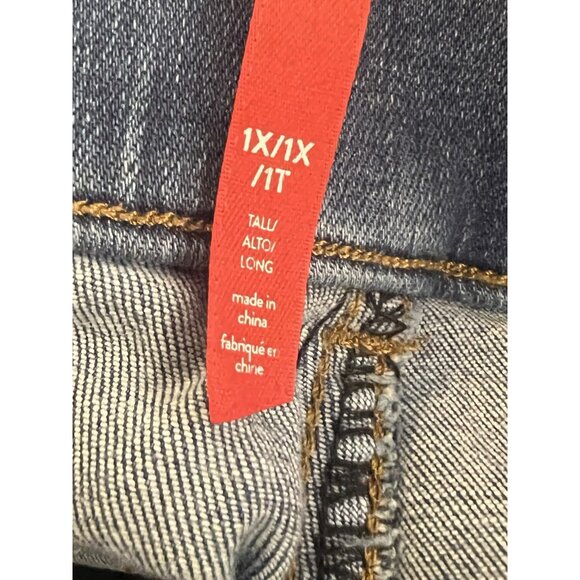 1X/1X
/1T
TALL/
ALTO/
LONG
made in
china
fabriqué en
chine